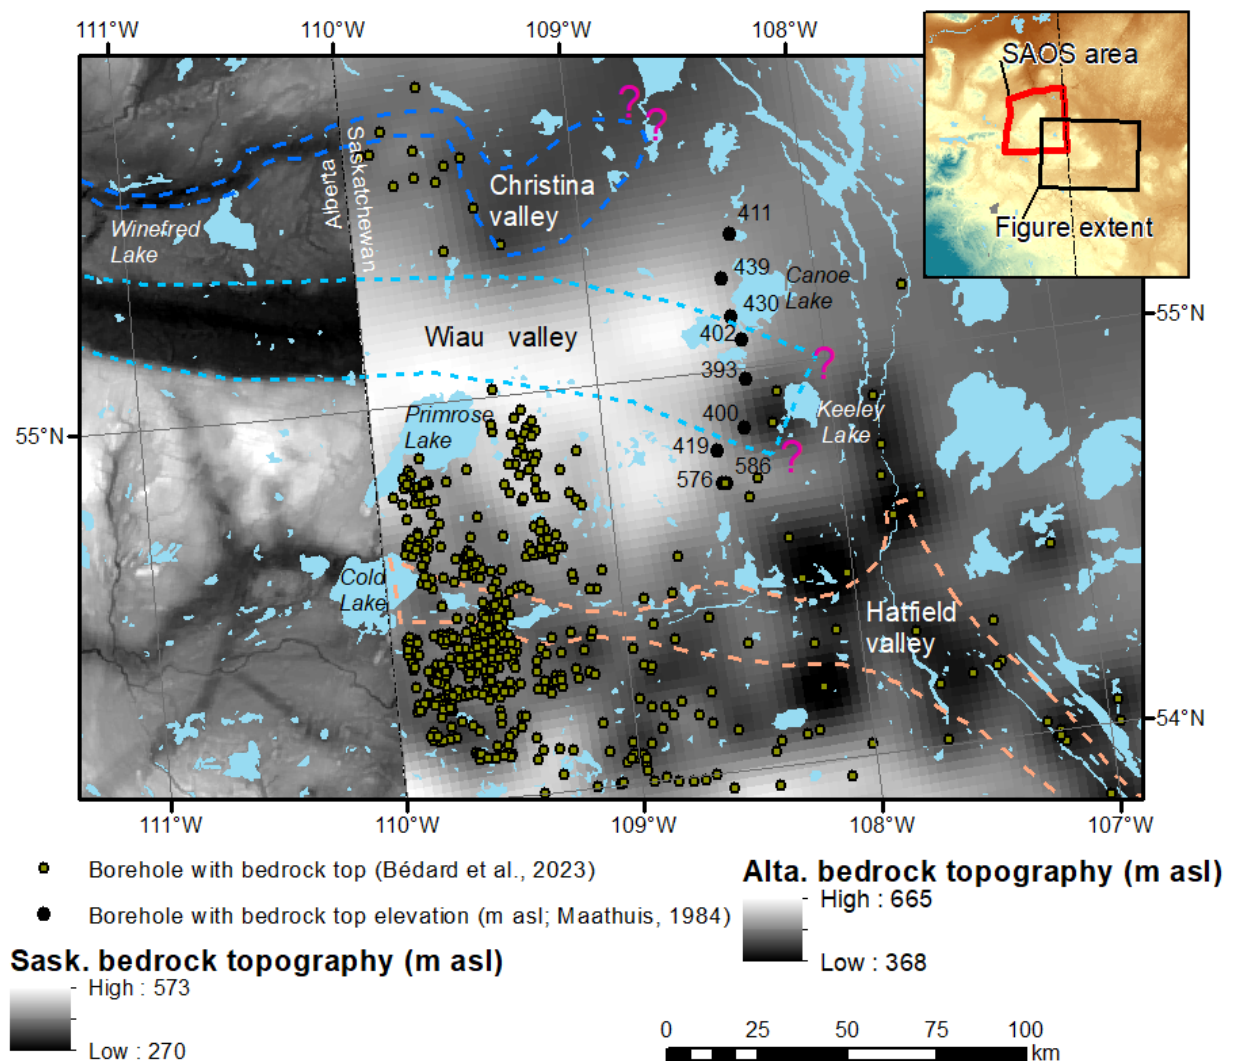 111°W
110°W
109°W
108°W
SAOS area
Figure extent
?
?
Alberta
Saskatchewan
Christina
valley
Winefred
Lake
411
439
Canoe
Lake
430
55°N
402
Wiau valley
?
393
Primrose
Lake
400
Keeley
Lake
55°N
419
?
586
576
Cold
Lake
Hatfield
valley
54°N
111°W
110°W
109°W
108°W
107°W
Borehole with bedrock top (Bédard et al., 2023)
Borehole with bedrock top elevation (m asl; Maathuis, 1984)
Alta. bedrock topography (m asl)
High : 665
Low : 368
Sask. bedrock topography (m asl)
High : 573
Low : 270
0 25 50 75 100
km